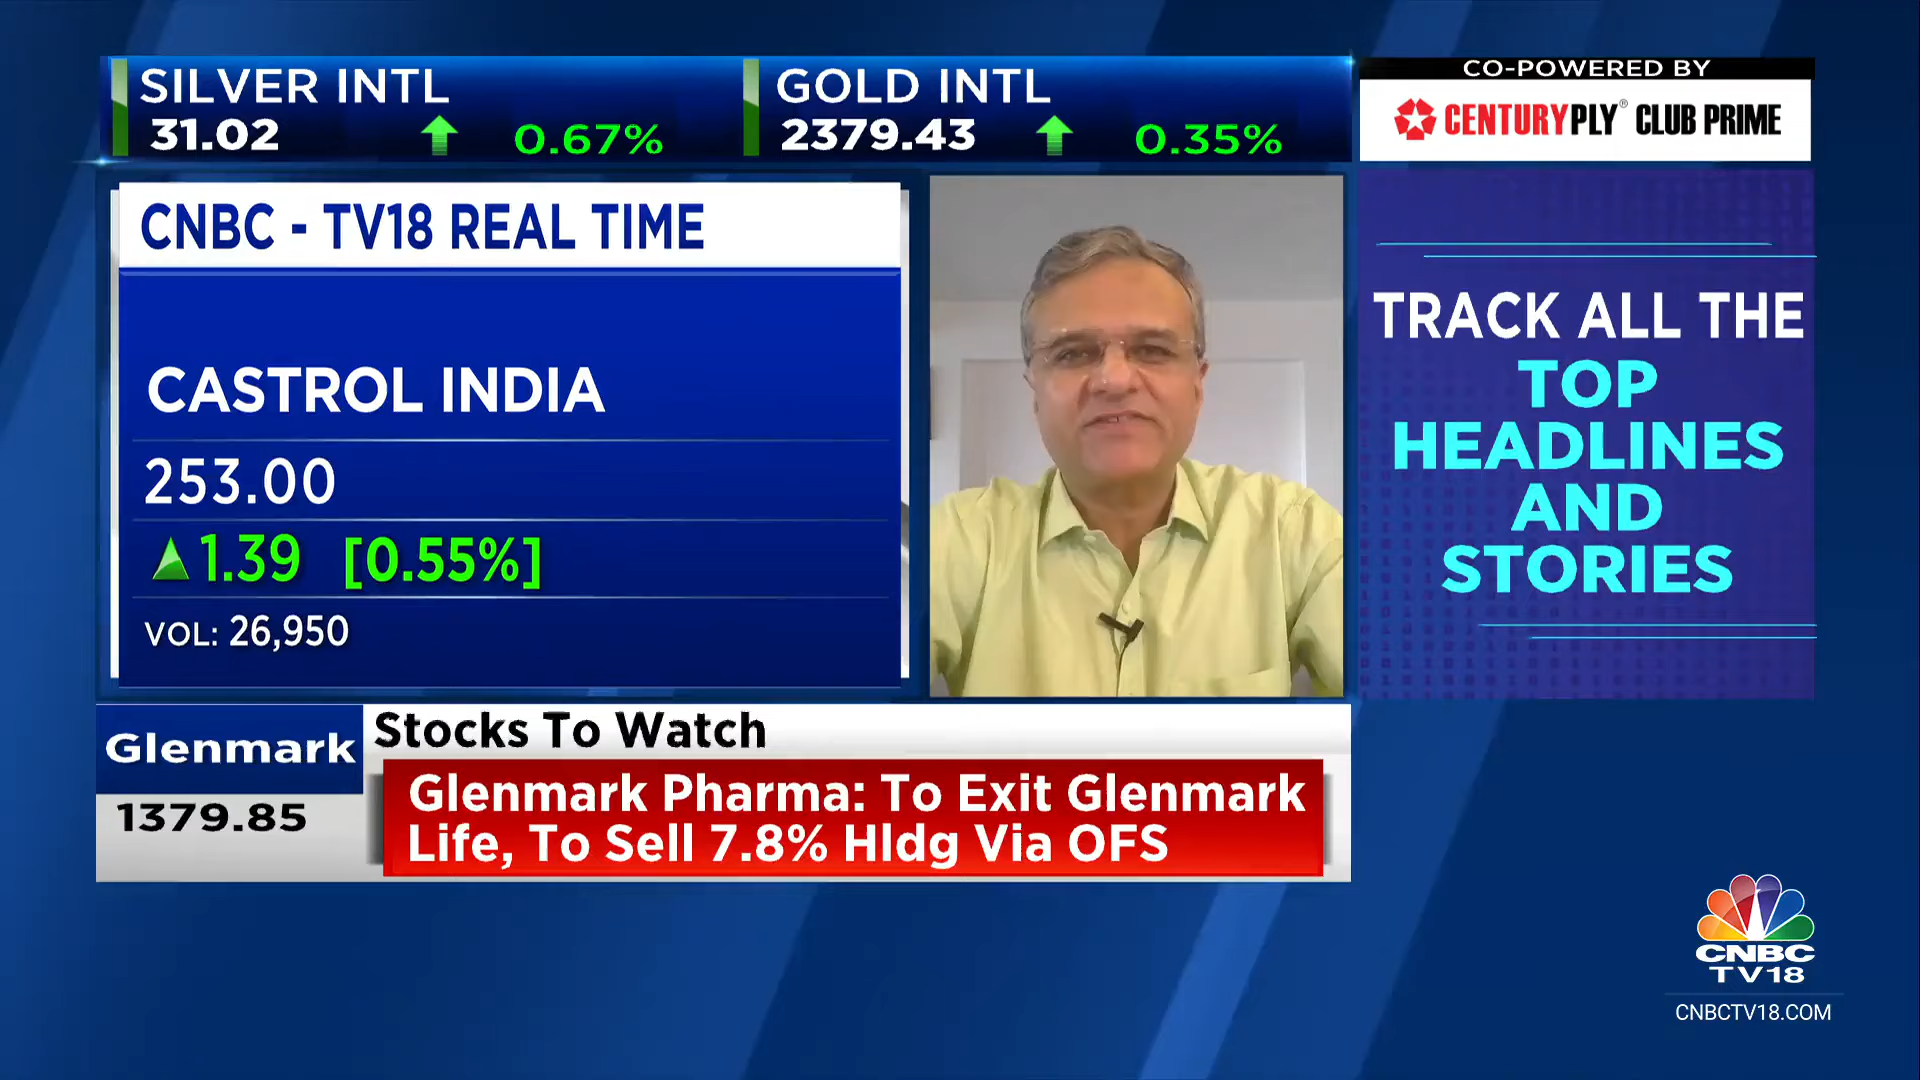 SILVER INTL
31.02 0.67%
GOLD INTL
2379.43 0.35%
CO-POWERED BY
CENTURYPLY® CLUB PRIME
CNBC - TV18 REAL TIME
CASTROL INDIA
253.00
1.39 [0.55%]
VOL: 26,950
TRACK ALL THE
TOP
HEADLINES
AND
STORIES
Glenmark
1379.85
Stocks To Watch
Glenmark Pharma: To Exit Glenmark
Life, To Sell 7.8% Hldg Via OFS
CNBC
TV18
CNBCTV18.COM